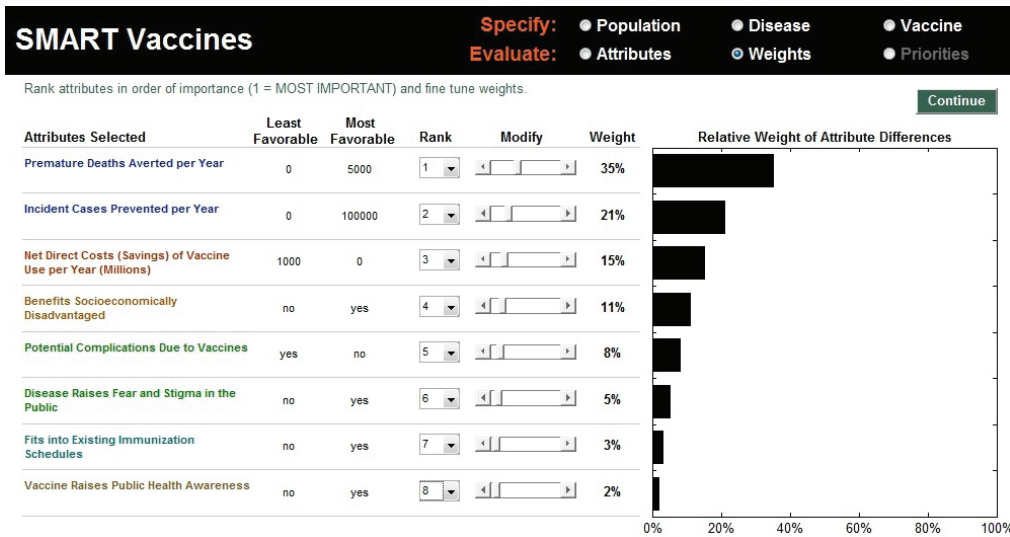 SMART Vaccines
Specify: Population Disease Vaccine
Evaluate: Attributes Weights Priorities
Rank attributes in order of importance (1 = MOST IMPORTANT) and fine tune weights.
Continue
Attributes Selected Least Favorable Most Favorable Rank Modify Weight Relative Weight of Attribute Differences
Premature Deaths Averted per Year 0 5000 1 35%
Incident Cases Prevented per Year 0 100000 2 21%
Net Direct Costs (Savings) of Vaccine
Use per Year (Millions) 1000 0 3 15%
Benefits Socioeconomically
Disadvantaged no yes 4 11%
Potential Complications Due to Vaccines yes no 5 8%
Disease Raises Fear and Stigma in the
Public no yes 6 5%
Fits into Existing Immunization
Schedules no yes 7 3%
Vaccine Raises Public Health Awareness no yes 8 2%
0% 20% 40% 60% 80% 100%